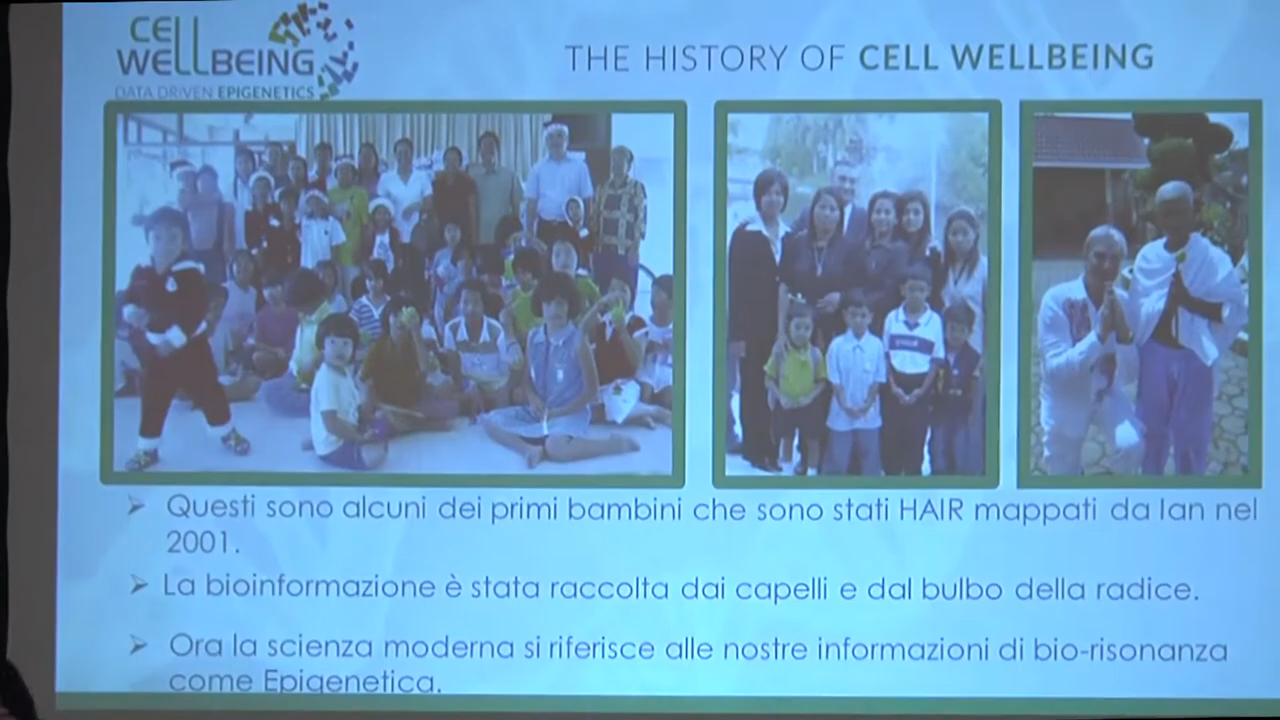 CELL
WELLBEING
DATA DRIVEN EPIGENETICS
THE HISTORY OF CELL WELLBEING
➢ Questi sono alcuni dei primi bambini che sono stati HAIR mappati da Ian nel
2001.
➢ La bioinformazione è stata raccolta dai capelli e dal bulbo della radice.
➢ Ora la scienza moderna si riferisce alle nostre informazioni di bio-risonanza
come Epigenetica.